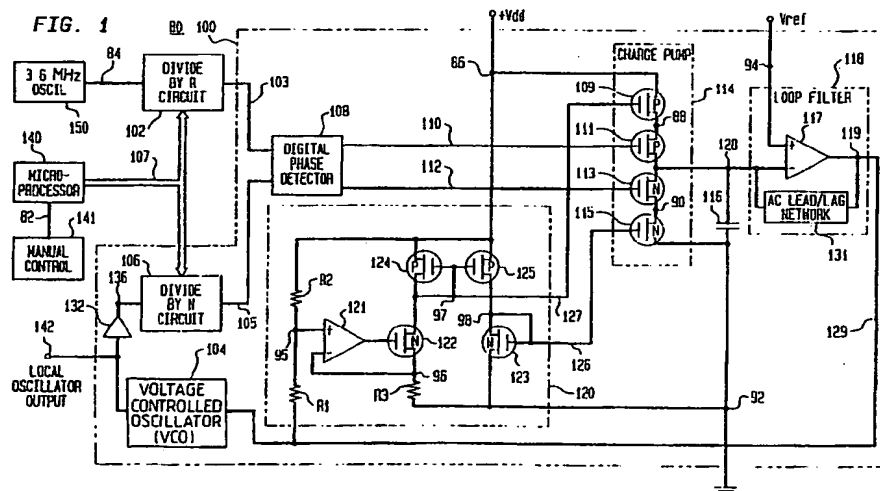 FIG. 1
80
100
+Vdd
Vref
3 6 MHz
OSCIL
150
84
DIVIDE
BY R
CIRCUIT
102
103
86
94
CHARGE PUMP
114
109
P
88
111
P
113
N
90
115
N
118
LOOP FILTER
117
+
-
119
AC LEAD/LAG
NETWORK
131
128
116
140
MICRO-
PROCESSOR
107
82
141
MANUAL
CONTROL
108
DIGITAL
PHASE
DETECTOR
110
112
106
DIVIDE
BY N
CIRCUIT
105
136
132
142
LOCAL
OSCILLATOR
OUTPUT
104
VOLTAGE
CONTROLLED
OSCILLATOR
(VCO)
R2
95
R1
121
+
-
124
P
P
125
97
127
122
N
96
R3
98
N
123
126
120
92
129